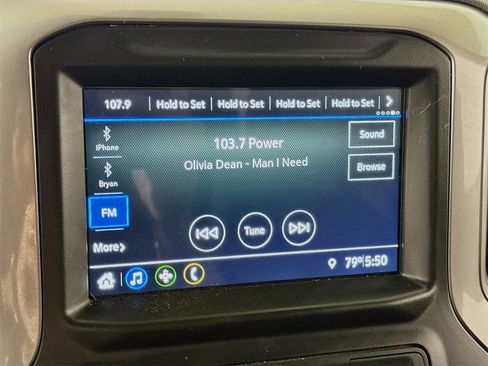 107.9 Hold to Set Hold to Set Hold to Set Hold to Set
iPhone
103.7 Power
Sound
Olivia Dean - Man I Need
Browse
Bryan
FM
Tune
More
79° 5:50